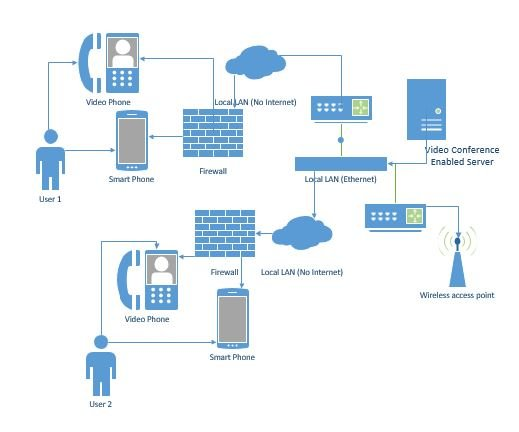 Video Phone
Local LAN (No Internet)
Video Conference
Enabled Server
Smart Phone
Firewall
Local LAN (Ethernet)
User 1
Firewall
Local LAN (No Internet)
Wireless access point
Video Phone
Smart Phone
User 2